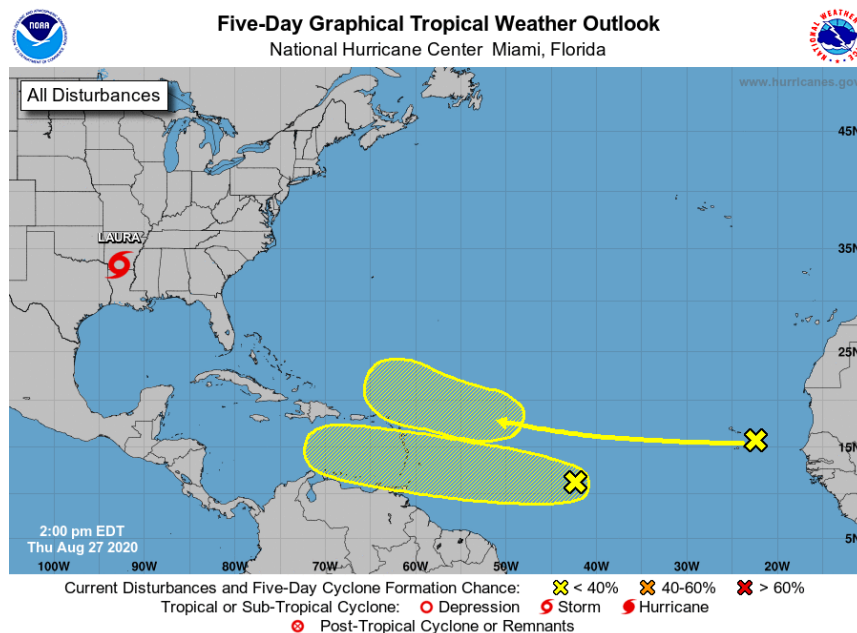 Five-Day Graphical Tropical Weather Outlook
National Hurricane Center Miami, Florida
NOAA
www.hurricanes.gov
All Disturbances
45N
LAURA
35N
25N
15N
5N
2:00 pm EDT
Thu Aug 27 2020
100W 90W 80W 70W 60W 50W 40W 30W 20W 10W
Current Disturbances and Five-Day Cyclone Formation Chance: < 40% 40-60% > 60%
Tropical or Sub-Tropical Cyclone: Depression Storm Hurricane
Post-Tropical Cyclone or Remnants